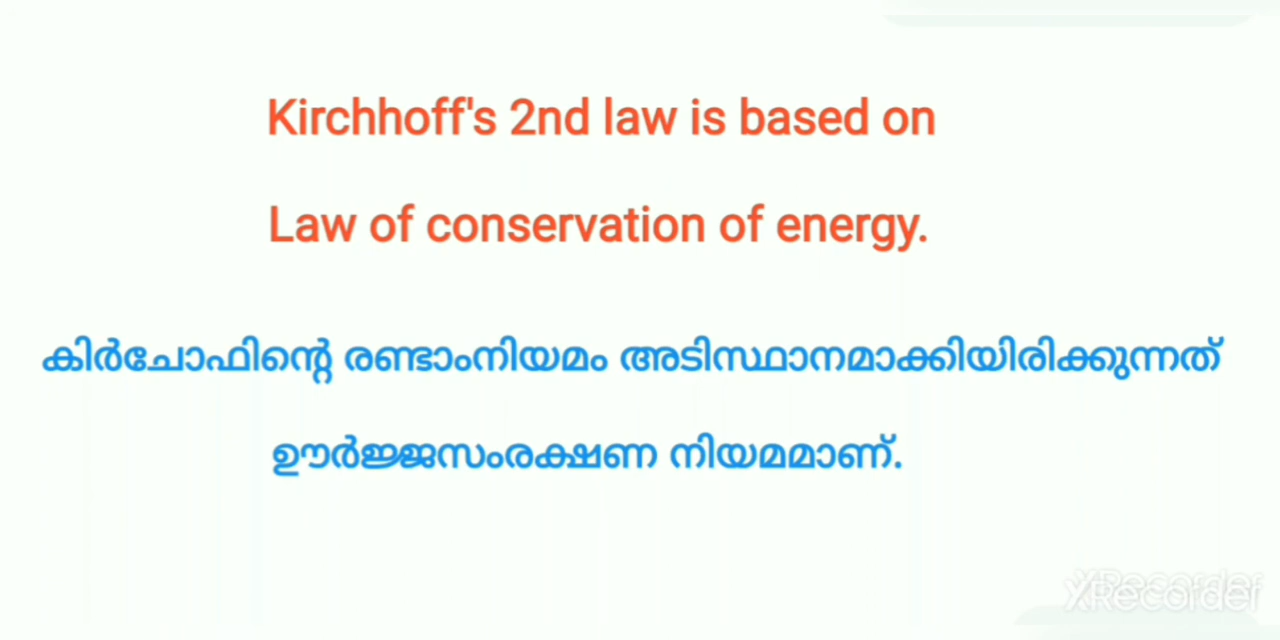 Kirchhoff's 2nd law is based on
Law of conservation of energy.
കിർചോഫിന്റെ രണ്ടാംനിയമം അടിസ്ഥാനമാക്കിയിരിക്കുന്നത്
ഊർജ്ജസംരക്ഷണ നിയമമാണ്.
XRecorder